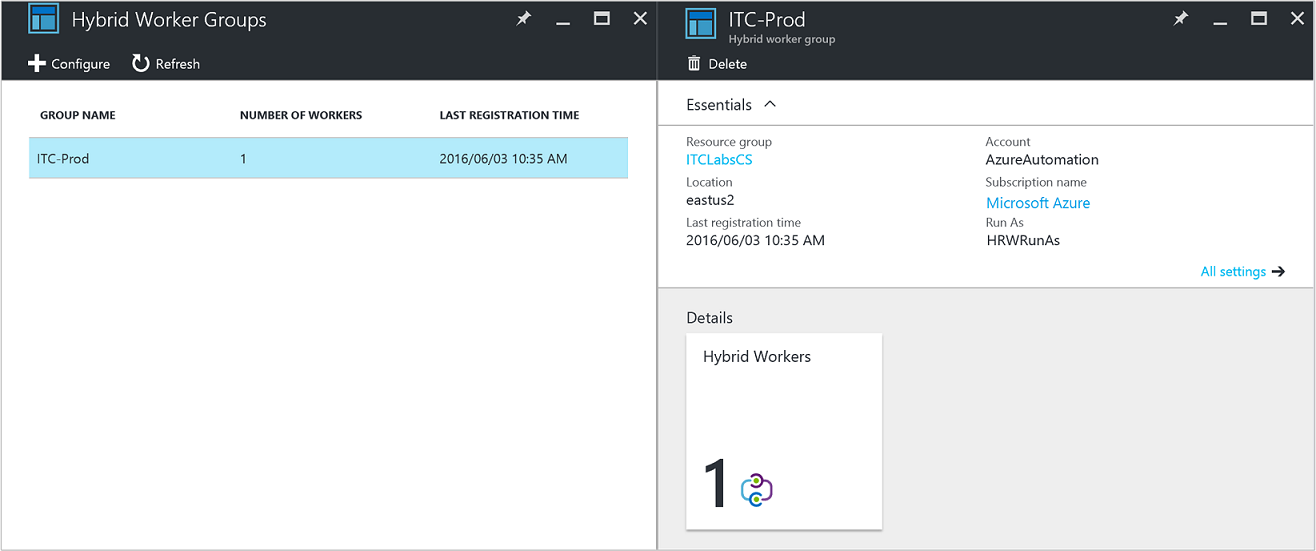 Hybrid Worker Groups
Configure Refresh
GROUP NAME NUMBER OF WORKERS LAST REGISTRATION TIME
ITC-Prod 1 2016/06/03 10:35 AM
ITC-Prod
Hybrid worker group
Delete
Essentials
Resource group Account
ITCLabsCS AzureAutomation
Location Subscription name
eastus2 Microsoft Azure
Last registration time Run As
2016/06/03 10:35 AM HRWRunAs
All settings
Details
Hybrid Workers
1